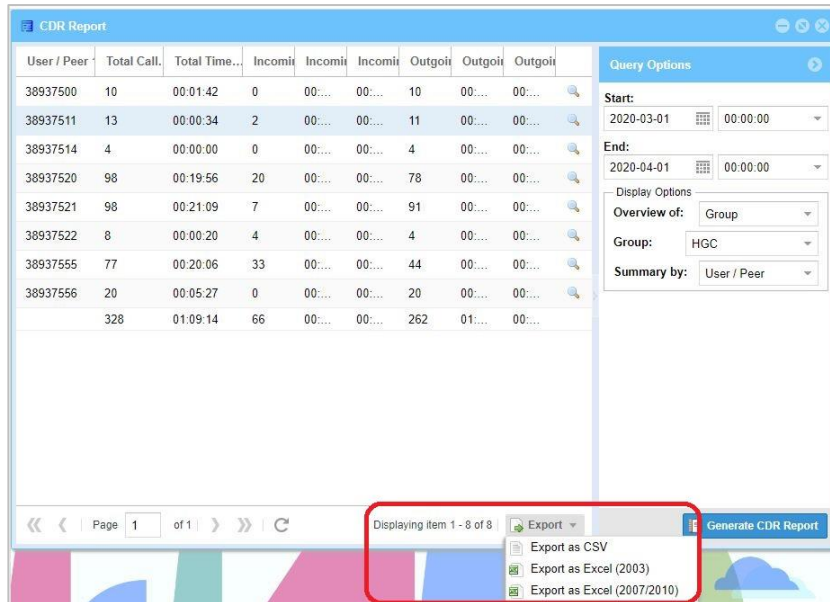 CDR Report
User / Peer Total Call. Total Time... Incomin Incomin Incomin Outgoin Outgoin Outgoin
38937500 10 00:01:42 0 00:... 00:... 10 00:... 00:...
38937511 13 00:00:34 2 00:... 00:... 11 00:... 00:...
38937514 4 00:00:00 0 00:... 00:... 4 00:... 00:...
38937520 98 00:19:56 20 00:... 00:... 78 00:... 00:...
38937521 98 00:21:09 7 00:... 00:... 91 00:... 00:...
38937522 8 00:00:20 4 00:... 00:... 4 00:... 00:...
38937555 77 00:20:06 33 00:... 00:... 44 00:... 00:...
38937556 20 00:05:27 0 00:... 00:... 20 00:... 00:...
328 01:09:14 66 00:... 00:... 262 01:... 00:...
Page 1 of 1
Displaying item 1 - 8 of 8 Export
Export as CSV
Export as Excel (2003)
Export as Excel (2007/2010)
Query Options
Start:
2020-03-01 00:00:00
End:
2020-04-01 00:00:00
Display Options
Overview of: Group
Group: HGC
Summary by: User / Peer
Generate CDR Report